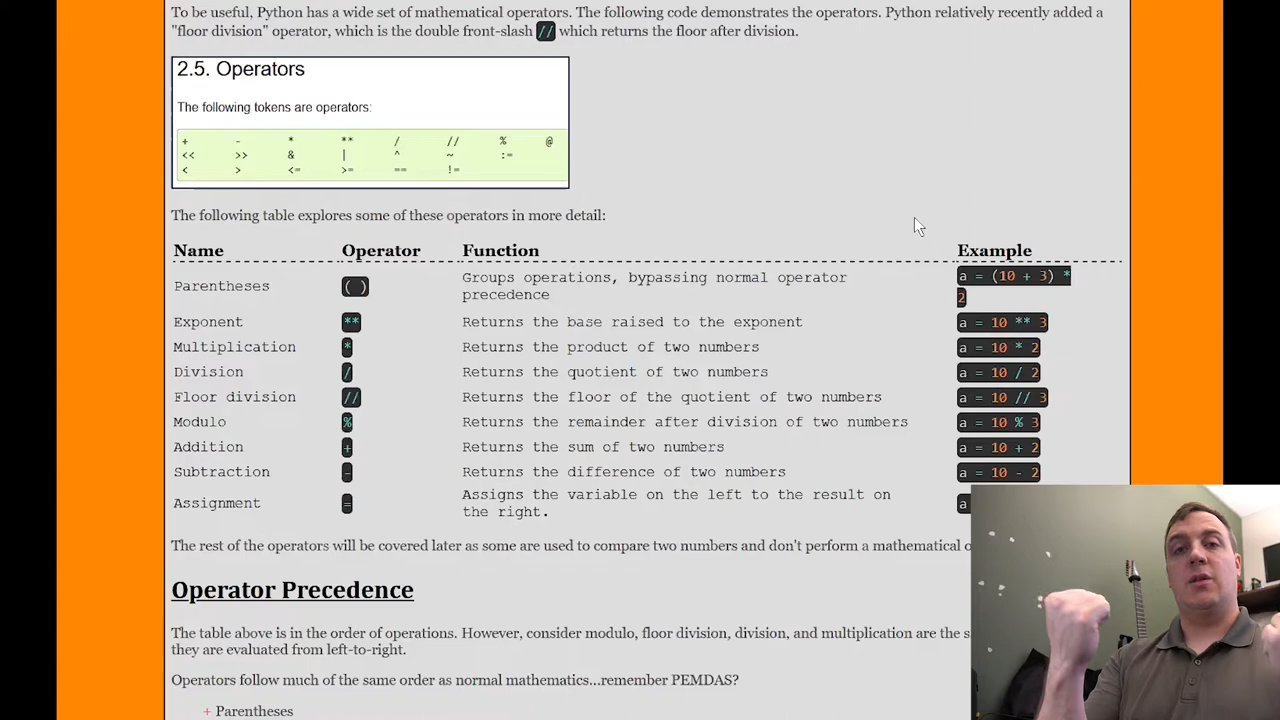 To be useful, Python has a wide set of mathematical operators. The following code demonstrates the operators. Python relatively recently added a
"floor division" operator, which is the double front-slash // which returns the floor after division.
2.5. Operators
The following tokens are operators:
+ - * ** / // % @
<< >> & | ^ ~ :=
< > <= >= == !=
The following table explores some of these operators in more detail:
Name Operator Function Example
Parentheses ( ) Groups operations, bypassing normal operator a = (10 + 3) *
precedence 2
Exponent ** Returns the base raised to the exponent a = 10 ** 3
Multiplication * Returns the product of two numbers a = 10 * 2
Division / Returns the quotient of two numbers a = 10 / 2
Floor division // Returns the floor of the quotient of two numbers a = 10 // 3
Modulo % Returns the remainder after division of two numbers a = 10 % 3
Addition + Returns the sum of two numbers a = 10 + 2
Subtraction - Returns the difference of two numbers a = 10 - 2
Assignment = Assigns the variable on the left to the result on a
the right.
The rest of the operators will be covered later as some are used to compare two numbers and don't perform a mathematical
Operator Precedence
The table above is in the order of operations. However, consider modulo, floor division, division, and multiplication are the
they are evaluated from left-to-right.
Operators follow much of the same order as normal mathematics...remember PEMDAS?
+ Parentheses